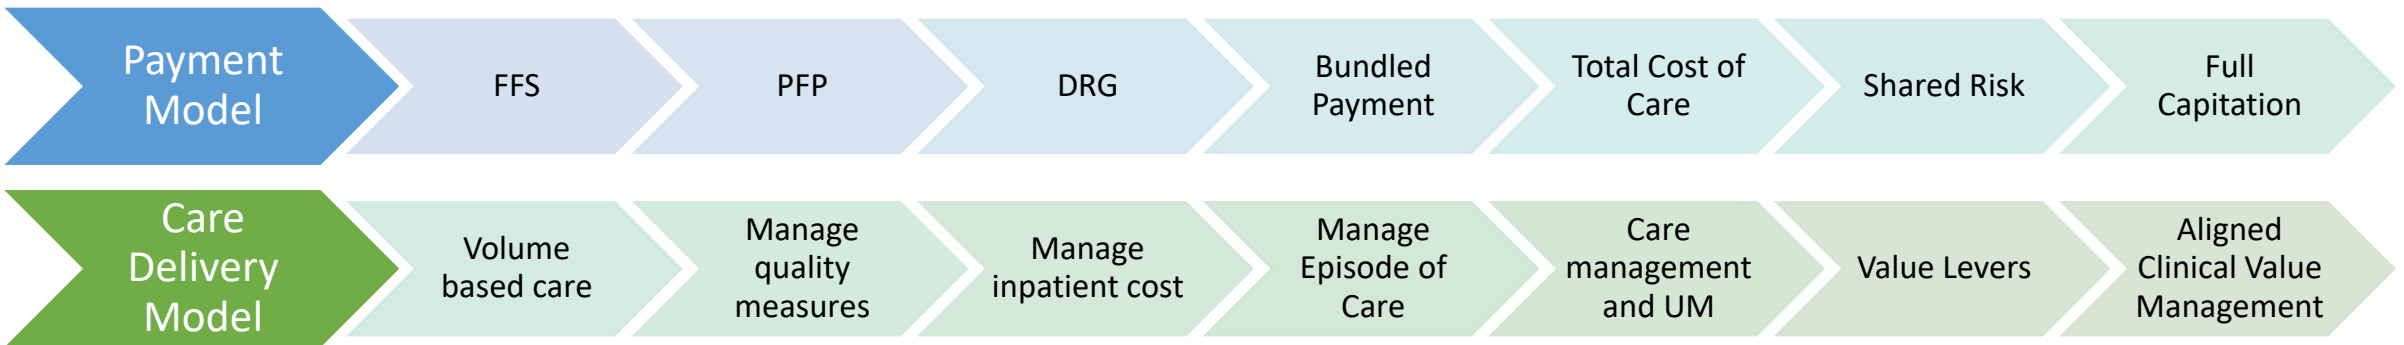 Payment
Model
FFS
PFP
DRG
Bundled
Payment
Total Cost of
Care
Shared Risk
Full
Capitation
Care
Delivery
Model
Volume
based care
Manage
quality
measures
Manage
inpatient cost
Manage
Episode of
Care
Care
management
and UM
Value Levers
Aligned
Clinical Value
Management